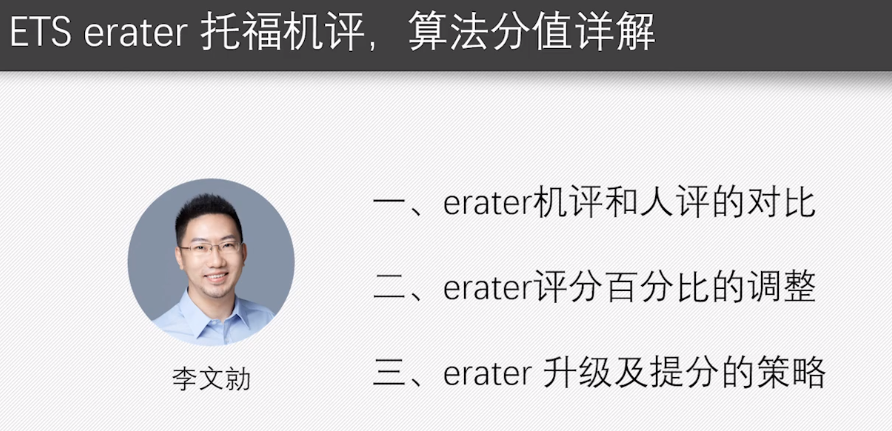 ETS erater 托福机评，算法分值详解
一、erater机评和人评的对比
二、erater评分百分比的调整
三、erater 升级及提分的策略
李文勍